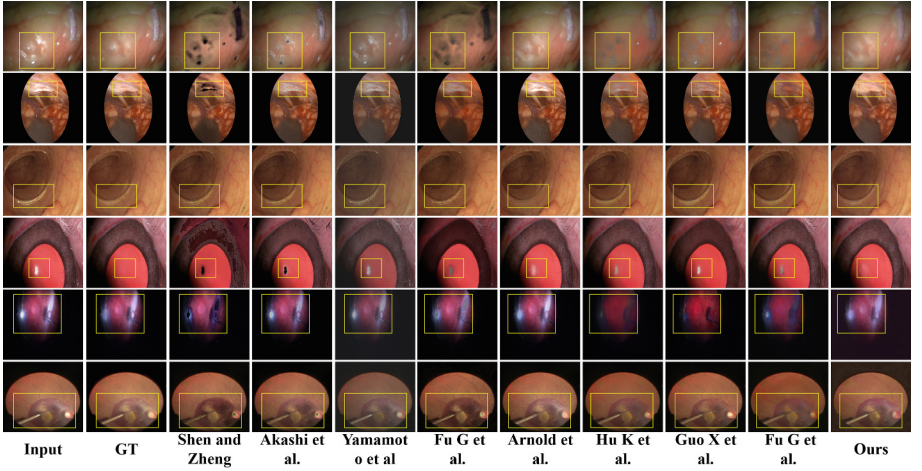 Input GT Shen and Akashi et Yamamot Fu G et Arnold et Hu K et Guo X et Fu G et Ours
Zheng al. o et al al. al. al. al. al.